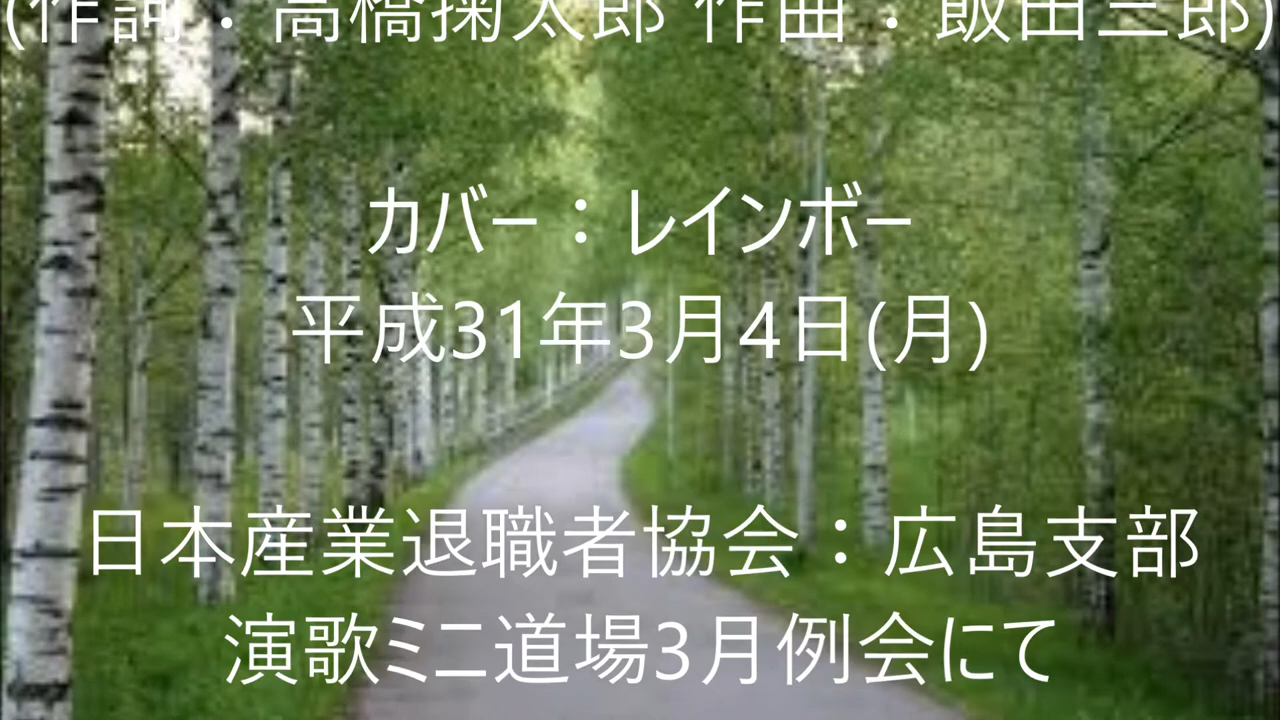 (作詞：高橋掬太郎 作曲：飯田三郎)
カバー：レインボー
平成31年3月4日(月)
日本産業退職者協会：広島支部
演歌ミニ道場3月例会にて